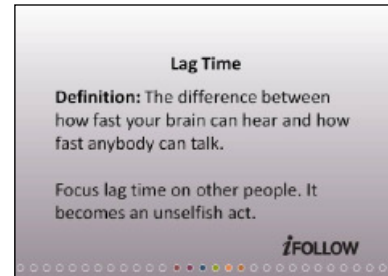 Lag Time
Definition: The difference between
how fast your brain can hear and how
fast anybody can talk.
Focus lag time on other people. It
becomes an unselfish act.
iFOLLOW